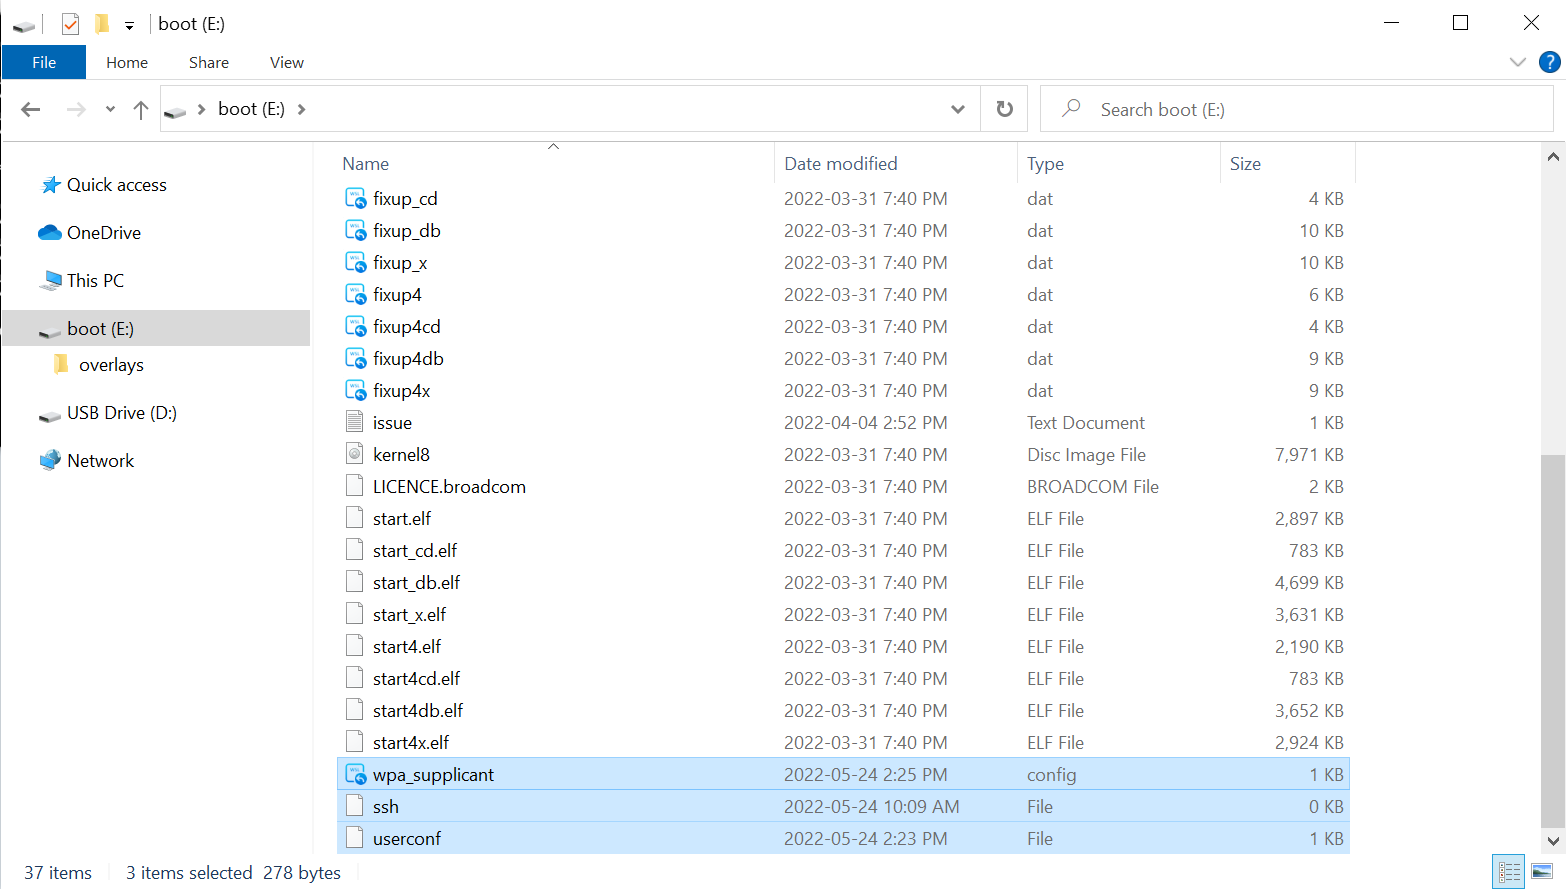 boot (E:)
File Home Share View
boot (E:) Search boot (E:)
Quick access
OneDrive
This PC
boot (E:)
overlays
USB Drive (D:)
Network
Name Date modified Type Size
fixup_cd 2022-03-31 7:40 PM dat 4 KB
fixup_db 2022-03-31 7:40 PM dat 10 KB
fixup_x 2022-03-31 7:40 PM dat 10 KB
fixup4 2022-03-31 7:40 PM dat 6 KB
fixup4cd 2022-03-31 7:40 PM dat 4 KB
fixup4db 2022-03-31 7:40 PM dat 9 KB
fixup4x 2022-03-31 7:40 PM dat 9 KB
issue 2022-04-04 2:52 PM Text Document 1 KB
kernel8 2022-03-31 7:40 PM Disc Image File 7,971 KB
LICENCE.broadcom 2022-03-31 7:40 PM BROADCOM File 2 KB
start.elf 2022-03-31 7:40 PM ELF File 2,897 KB
start_cd.elf 2022-03-31 7:40 PM ELF File 783 KB
start_db.elf 2022-03-31 7:40 PM ELF File 4,699 KB
start_x.elf 2022-03-31 7:40 PM ELF File 3,631 KB
start4.elf 2022-03-31 7:40 PM ELF File 2,190 KB
start4cd.elf 2022-03-31 7:40 PM ELF File 783 KB
start4db.elf 2022-03-31 7:40 PM ELF File 3,652 KB
start4x.elf 2022-03-31 7:40 PM ELF File 2,924 KB
wpa_supplicant 2022-05-24 2:25 PM config 1 KB
ssh 2022-05-24 10:09 AM File 0 KB
userconf 2022-05-24 2:23 PM File 1 KB
37 items 3 items selected 278 bytes